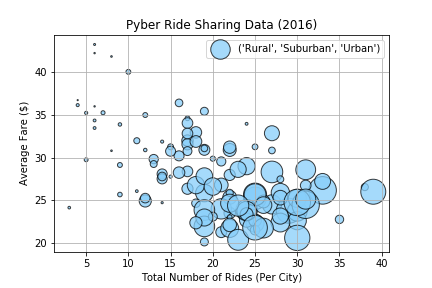 Pyber Ride Sharing Data (2016)
('Rural', 'Suburban', 'Urban')
Average Fare ($)
40
35
30
25
20
5 10 15 20 25 30 35 40
Total Number of Rides (Per City)